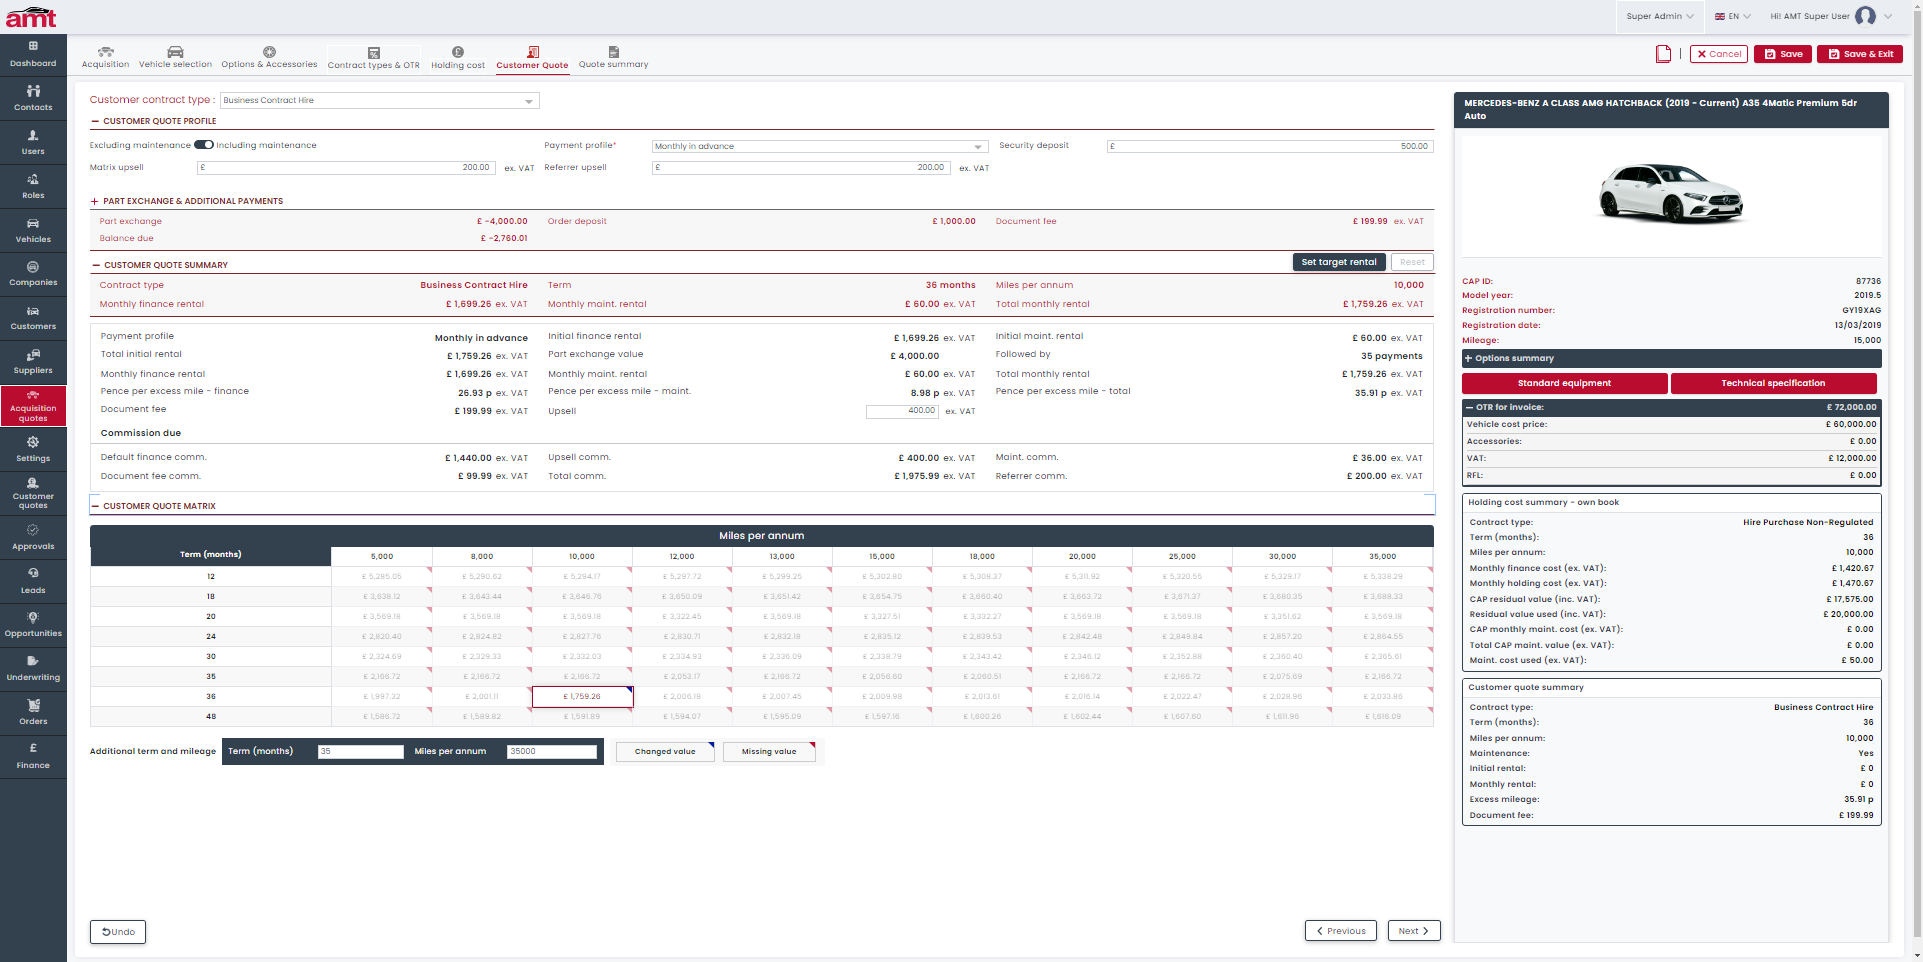 amt
Super Admin
EN
Hi! AMT Super User
Dashboard
Contacts
Users
Roles
Vehicles
Companies
Customers
Suppliers
Acquisition
quotes
Settings
Customer
quotes
Approvals
Leads
Opportunities
Underwriting
Orders
Finance
Acquisition Vehicle selection Options & Accessories Contract types & OTR Holding cost Customer Quote Quote summary
Cancel Save Save & Exit
Customer contract type : Business Contract Hire
CUSTOMER QUOTE PROFILE
Excluding maintenance Including maintenance Payment profile* Monthly in advance Security deposit £ 500.00
Matrix upsell £ 200.00 ex. VAT Referrer upsell £ 200.00 ex. VAT
+ PART EXCHANGE & ADDITIONAL PAYMENTS
Part exchange £ -4,000.00 Order deposit £ 1,000.00 Document fee £ 199.99 ex. VAT
Balance due £ -2,760.01
CUSTOMER QUOTE SUMMARY Set target rental Reset
Contract type Business Contract Hire Term 36 months Miles per annum 10,000
Monthly finance rental £ 1,699.26 ex. VAT Monthly maint. rental £ 60.00 ex. VAT Total monthly rental £ 1,759.26 ex. VAT
Payment profile Monthly in advance Initial finance rental £ 1,699.26 ex. VAT Initial maint. rental £ 60.00 ex. VAT
Total initial rental £ 1,759.26 ex. VAT Part exchange value £ 4,000.00 Followed by 35 payments
Monthly finance rental £ 1,699.26 ex. VAT Monthly maint. rental £ 60.00 ex. VAT Total monthly rental £ 1,759.26 ex. VAT
Pence per excess mile - finance 26.93 p ex. VAT Pence per excess mile - maint. 8.98 p ex. VAT Pence per excess mile - total 35.91 p ex. VAT
Document fee £ 199.99 ex. VAT Upsell 400.00 ex. VAT
Commission due
Default finance comm. £ 1,440.00 ex. VAT Upsell comm. £ 400.00 ex. VAT Maint. comm. £ 36.00 ex. VAT
Document fee comm. £ 99.99 ex. VAT Total comm. £ 1,975.99 ex. VAT Referrer comm. £ 200.00 ex. VAT
CUSTOMER QUOTE MATRIX
Miles per annum
Term (months) 5,000 8,000 10,000 12,000 13,000 15,000 18,000 20,000 25,000 30,000 35,000
12 £ 5,285.05 £ 5,290.62 £ 5,294.17 £ 5,297.72 £ 5,299.25 £ 5,302.80 £ 5,308.37 £ 5,311.92 £ 5,320.55 £ 5,329.17 £ 5,338.29
18 £ 3,638.12 £ 3,643.44 £ 3,646.76 £ 3,650.09 £ 3,651.42 £ 3,654.75 £ 3,660.40 £ 3,663.72 £ 3,671.37 £ 3,680.35 £ 3,688.33
20 £ 3,569.18 £ 3,569.18 £ 3,569.18 £ 3,322.45 £ 3,569.18 £ 3,327.51 £ 3,332.27 £ 3,569.18 £ 3,569.18 £ 3,351.62 £ 3,569.18
24 £ 2,820.40 £ 2,824.82 £ 2,827.76 £ 2,830.71 £ 2,832.18 £ 2,835.12 £ 2,839.53 £ 2,842.48 £ 2,849.84 £ 2,857.20 £ 2,864.55
30 £ 2,324.69 £ 2,329.33 £ 2,332.03 £ 2,334.93 £ 2,336.09 £ 2,338.79 £ 2,343.42 £ 2,346.12 £ 2,352.88 £ 2,360.40 £ 2,365.61
35 £ 2,166.72 £ 2,166.72 £ 2,166.72 £ 2,053.17 £ 2,166.72 £ 2,056.60 £ 2,060.51 £ 2,166.72 £ 2,166.72 £ 2,075.69 £ 2,166.72
36 £ 1,997.32 £ 2,001.11 £ 1,759.26 £ 2,006.18 £ 2,007.45 £ 2,009.98 £ 2,013.61 £ 2,016.14 £ 2,022.47 £ 2,028.96 £ 2,033.86
48 £ 1,586.72 £ 1,589.82 £ 1,591.89 £ 1,594.07 £ 1,595.09 £ 1,597.16 £ 1,600.26 £ 1,602.44 £ 1,607.60 £ 1,611.96 £ 1,616.09
Additional term and mileage Term (months) 35 Miles per annum 35000 Changed value Missing value
Undo Previous Next
MERCEDES-BENZ A CLASS AMG HATCHBACK (2019 - Current) A35 4Matic Premium 5dr
Auto
CAP ID: 87736
Model year: 2019.5
Registration number: GY19XAG
Registration date: 13/03/2019
Mileage: 15,000
+ Options summary
Standard equipment Technical specification
OTR for invoice: £ 72,000.00
Vehicle cost price: £ 60,000.00
Accessories: £ 0.00
VAT: £ 12,000.00
RFL: £ 0.00
Holding cost summary - own book
Contract type: Hire Purchase Non-Regulated
Term (months): 36
Miles per annum: 10,000
Monthly finance cost (ex. VAT): £ 1,420.67
Monthly holding cost (ex. VAT): £ 1,470.67
CAP residual value (inc. VAT): £ 17,575.00
Residual value used (inc. VAT): £ 20,000.00
CAP monthly maint. cost (ex. VAT): £ 0.00
Total CAP maint. value (ex. VAT): £ 0.00
Maint. cost used (ex. VAT): £ 50.00
Customer quote summary
Contract type: Business Contract Hire
Term (months): 36
Miles per annum: 10,000
Maintenance: Yes
Initial rental: £ 0
Monthly rental: £ 0
Excess mileage: 35.91 p
Document fee: £ 199.99